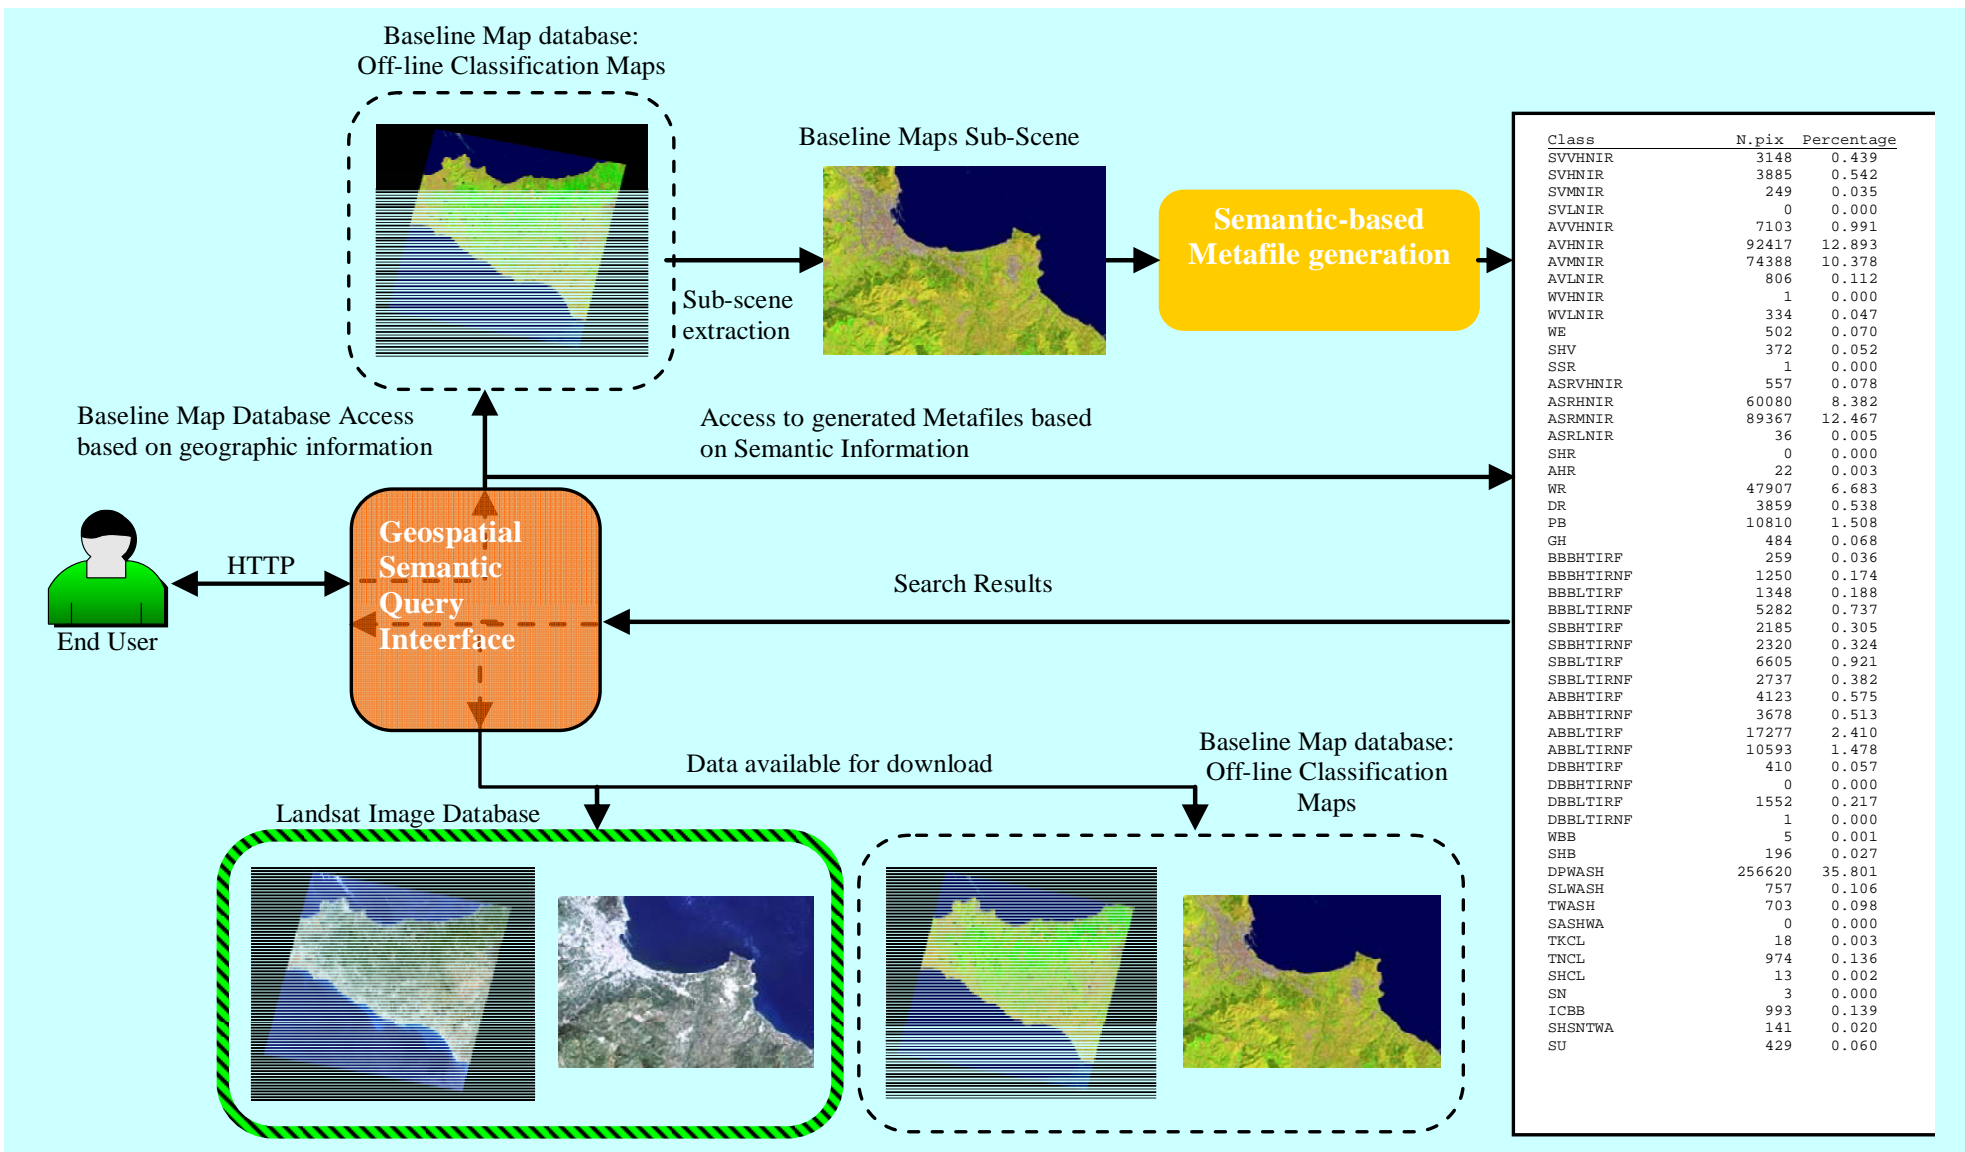 Baseline Map database:
Off-line Classification Maps
Baseline Maps Sub-Scene
Semantic-based
Metafile generation
Sub-scene
extraction
Baseline Map Database Access
based on geographic information
Access to generated Metafiles based
on Semantic Information
Geospatial
Semantic
Query
Inteerface
HTTP
End User
Search Results
Data available for download
Landsat Image Database
Baseline Map database:
Off-line Classification
Maps
Class N.pix Percentage
SVVHNIR 3148 0.439
SVHNIR 3885 0.542
SVMNIR 249 0.035
SVLNIR 0 0.000
AVVHNIR 7103 0.991
AVHNIR 92417 12.893
AVMNIR 74388 10.378
AVLNIR 806 0.112
WVHNIR 1 0.000
WVLNIR 334 0.047
WE 502 0.070
SHV 372 0.052
SSR 1 0.000
ASRVHNIR 557 0.078
ASRHNIR 60080 8.382
ASRMNIR 89367 12.467
ASRLNIR 36 0.005
SHR 0 0.000
AHR 22 0.003
WR 47907 6.683
DR 3859 0.538
PB 10810 1.508
GH 484 0.068
BBBHTIRF 259 0.036
BBBHTIRNF 1250 0.174
BBBLTIRF 1348 0.188
BBBLTIRNF 5282 0.737
SBBHTIRF 2185 0.305
SBBHTIRNF 2320 0.324
SBBLTIRF 6605 0.921
SBBLTIRNF 2737 0.382
ABBHTIRF 4123 0.575
ABBHTIRNF 3678 0.513
ABBLTIRF 17277 2.410
ABBLTIRNF 10593 1.478
DBBHTIRF 410 0.057
DBBHTIRNF 0 0.000
DBBLTIRF 1552 0.217
DBBLTIRNF 1 0.000
WBB 5 0.001
SHB 196 0.027
DPWASH 256620 35.801
SLWASH 757 0.106
TWASH 703 0.098
SASHWA 0 0.000
TKCL 18 0.003
TNCL 974 0.136
SHCL 13 0.002
SN 3 0.000
ICBB 993 0.139
SHSNTWA 141 0.020
SU 429 0.060